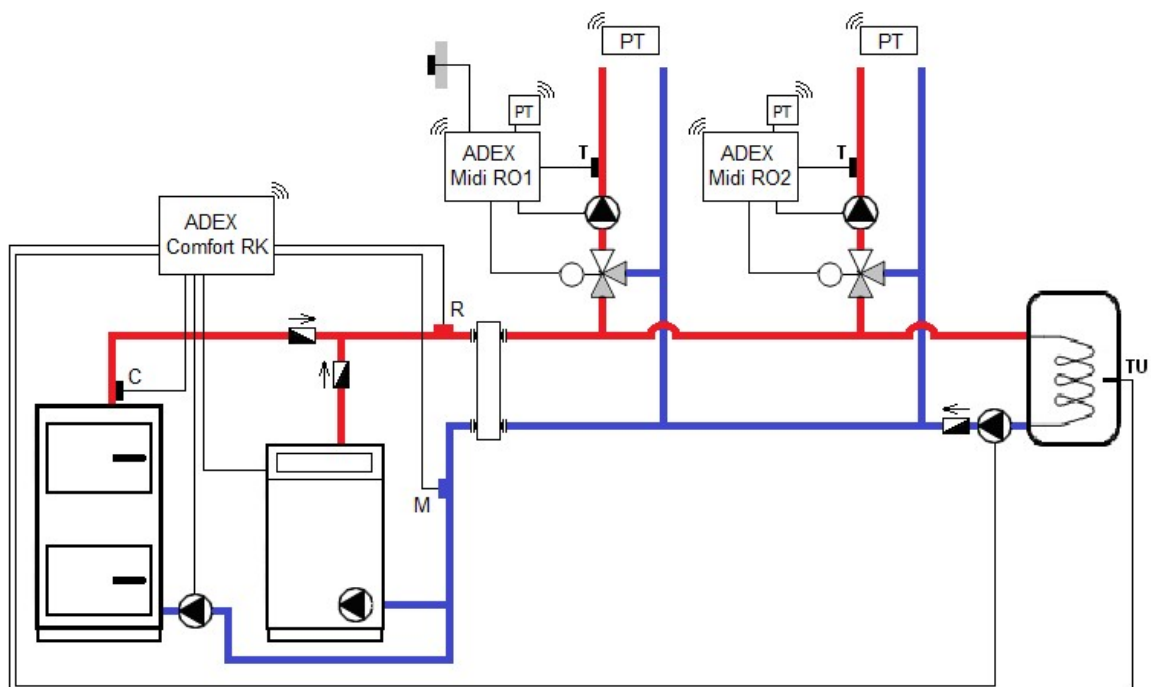 PT
PT
PT
PT
ADEX
Midi RO1
T
ADEX
Midi RO2
T
ADEX
Comfort RK
R
C
TU
M